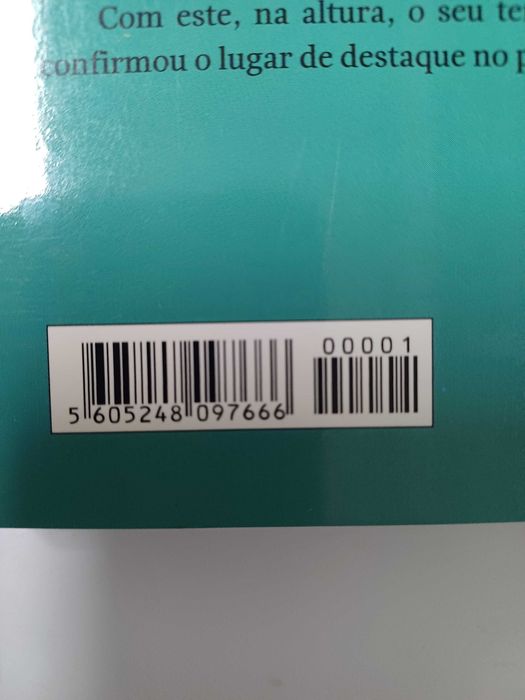 Com este, na altura, o seu
confirmou o lugar de destaque no
00001
5 605248 097666